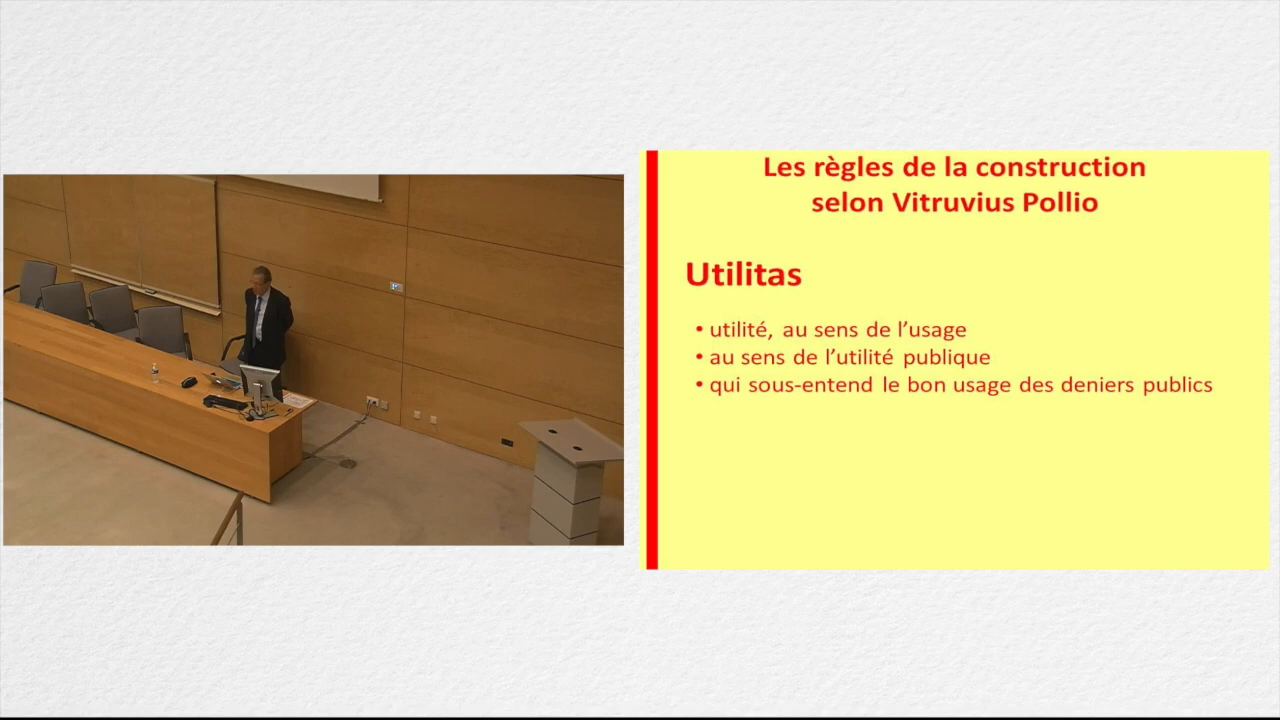 Les règles de la construction
selon Vitruvius Pollio
Utilitas
• utilité, au sens de l’usage
• au sens de l’utilité publique
• qui sous-entend le bon usage des deniers publics